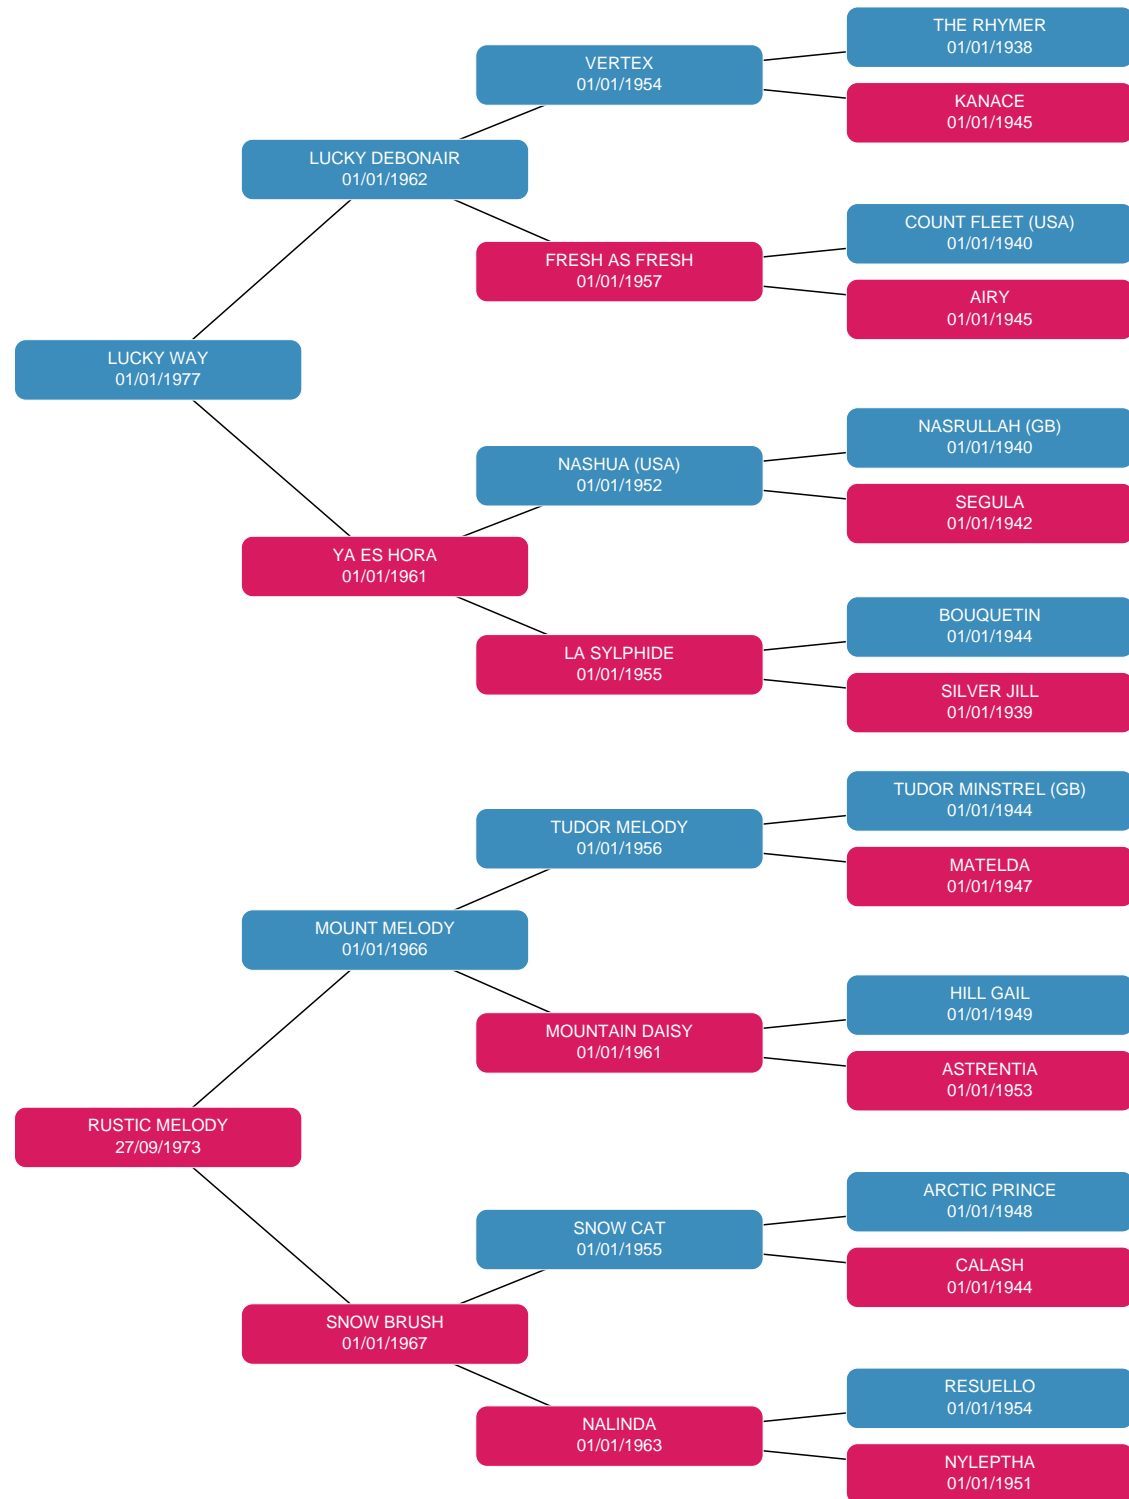 THE RHYMER
01/01/1938
VERTEX
01/01/1954
KANACE
01/01/1945
LUCKY DEBONAIR
01/01/1962
COUNT FLEET (USA)
01/01/1940
FRESH AS FRESH
01/01/1957
AIRY
01/01/1945
LUCKY WAY
01/01/1977
NASRULLAH (GB)
01/01/1940
NASHUA (USA)
01/01/1952
SEGULA
01/01/1942
YA ES HORA
01/01/1961
BOUQUETIN
01/01/1944
LA SYLPHIDE
01/01/1955
SILVER JILL
01/01/1939
TUDOR MINSTREL (GB)
01/01/1944
TUDOR MELODY
01/01/1956
MATELDA
01/01/1947
MOUNT MELODY
01/01/1966
HILL GAIL
01/01/1949
MOUNTAIN DAISY
01/01/1961
ASTRENTIA
01/01/1953
RUSTIC MELODY
27/09/1973
ARCTIC PRINCE
01/01/1948
SNOW CAT
01/01/1955
CALASH
01/01/1944
SNOW BRUSH
01/01/1967
RESUELLO
01/01/1954
NALINDA
01/01/1963
NYLEPTHA
01/01/1951